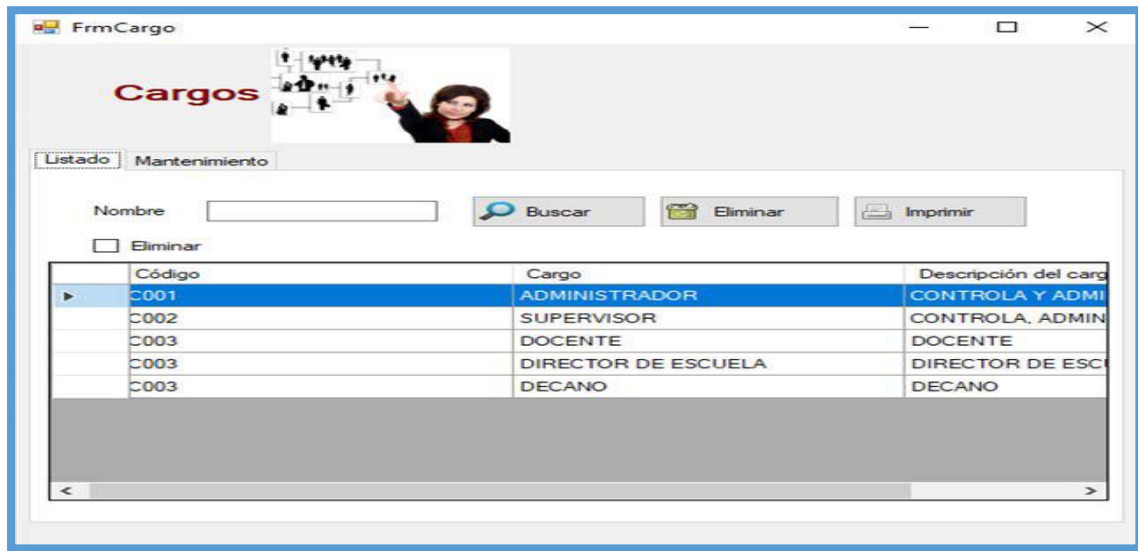 FrmCargo
Cargos
Listado Mantenimiento
Nombre Buscar Eliminar Imprimir
Eliminar
Código Cargo Descripción del carg
C001 ADMINISTRADOR CONTROLA Y ADMI
C002 SUPERVISOR CONTROLA, ADMIN
C003 DOCENTE DOCENTE
C003 DIRECTOR DE ESCUELA DIRECTOR DE ESC
C003 DECANO DECANO